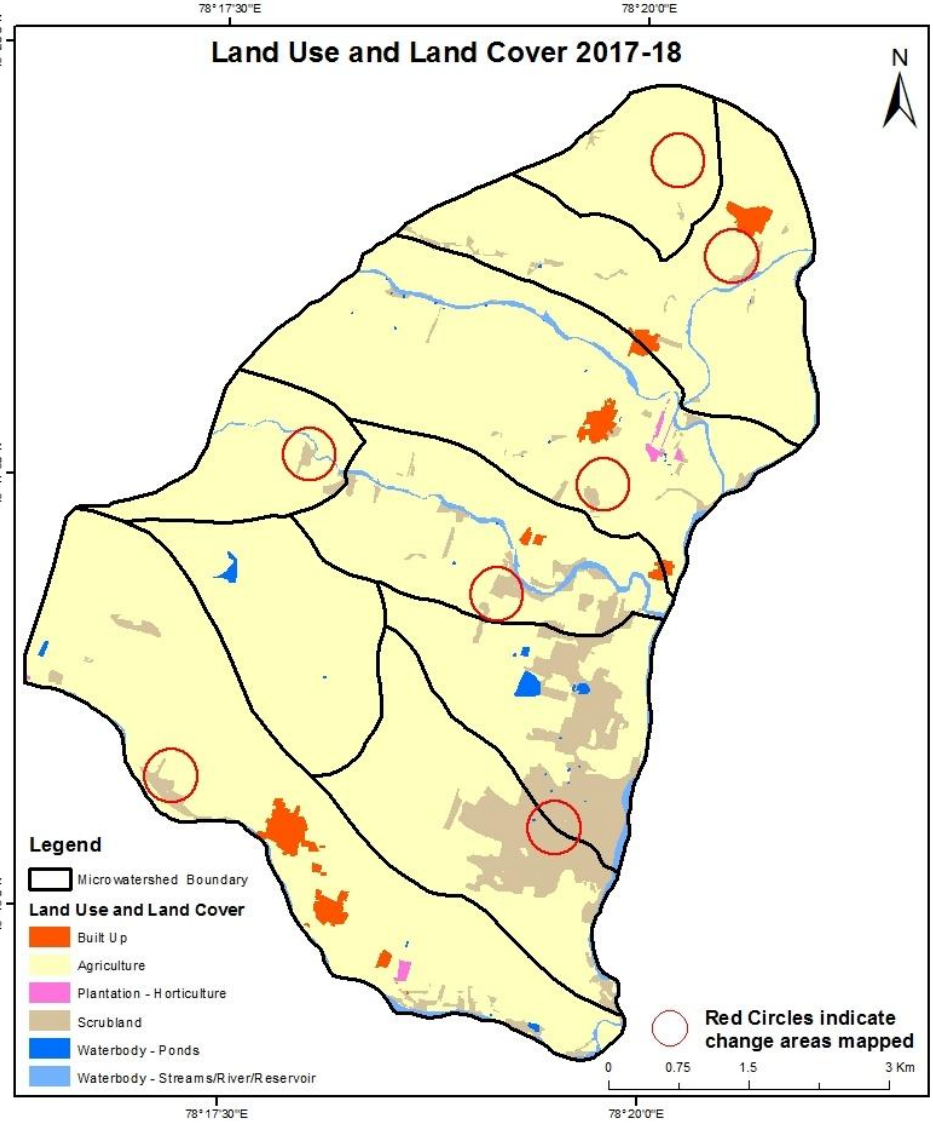 78°17'30"E 78°20'0"E
Land Use and Land Cover 2017-18
N
Legend
Microwatershed Boundary
Land Use and Land Cover
Built Up
Agriculture
Plantation - Horticulture
Scrubland
Waterbody - Ponds
Waterbody - Streams/River/Reservoir
Red Circles indicate
change areas mapped
0 0.75 1.5 3 Km
78°17'30"E 78°20'0"E